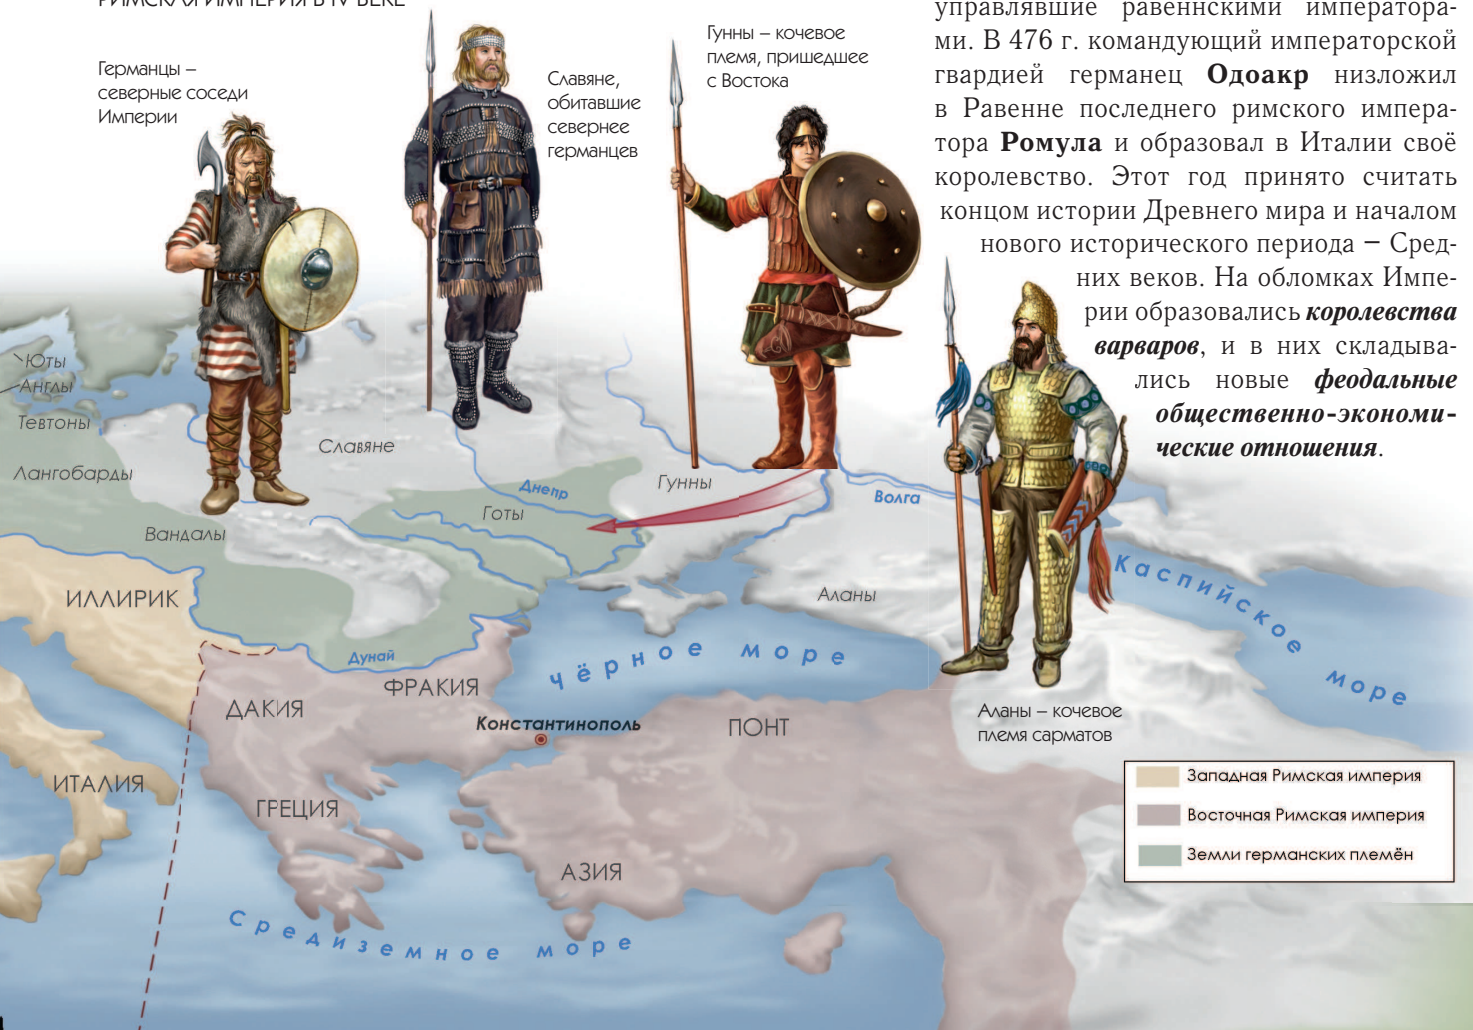 РИМСКАЯ ИМПЕРИЯ В IV ВЕКЕ
Германцы –
северные соседи
Империи
Славяне,
обитавшие
севернее
германцев
Гунны – кочевое
племя, пришедшее
с Востока
управлявшие равеннскими императора-
ми. В 476 г. командующий императорской
гвардией германец Одоакр низложил
в Равенне последнего римского импера-
тора Ромула и образовал в Италии своё
королевство. Этот год принято считать
концом истории Древнего мира и началом
нового исторического периода – Сред-
них веков. На обломках Импе-
рии образовались королевства
варваров, и в них складыва-
лись новые феодальные
общественно-экономи-
ческие отношения.
Юты
Англы
Тевтоны
Лангобарды
Вандалы
Славяне
Днепр
Готы
Гунны
Волга
Аланы
Каспийское море
ИЛЛИРИК
Дунай
Чёрное море
ФРАКИЯ
ДАКИЯ
Константинополь
ПОНТ
Аланы – кочевое
племя сарматов
ИТАЛИЯ
ГРЕЦИЯ
АЗИЯ
Средиземное море
Западная Римская империя
Восточная Римская империя
Земли германских племён